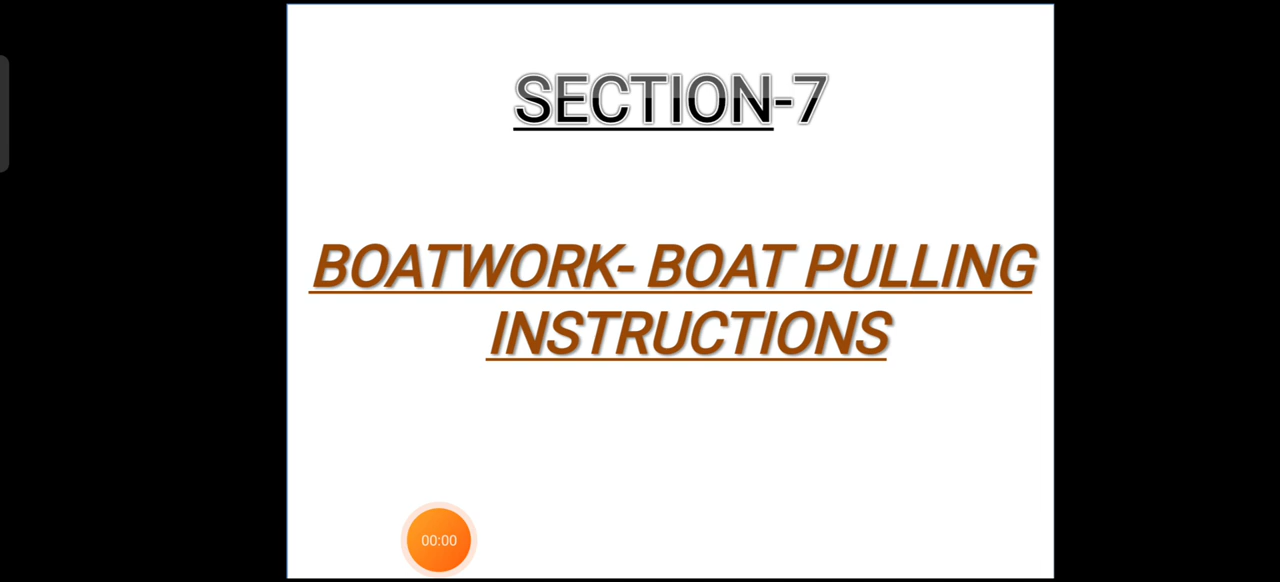 SECTION-7
BOATWORK- BOAT PULLING
INSTRUCTIONS
00:00